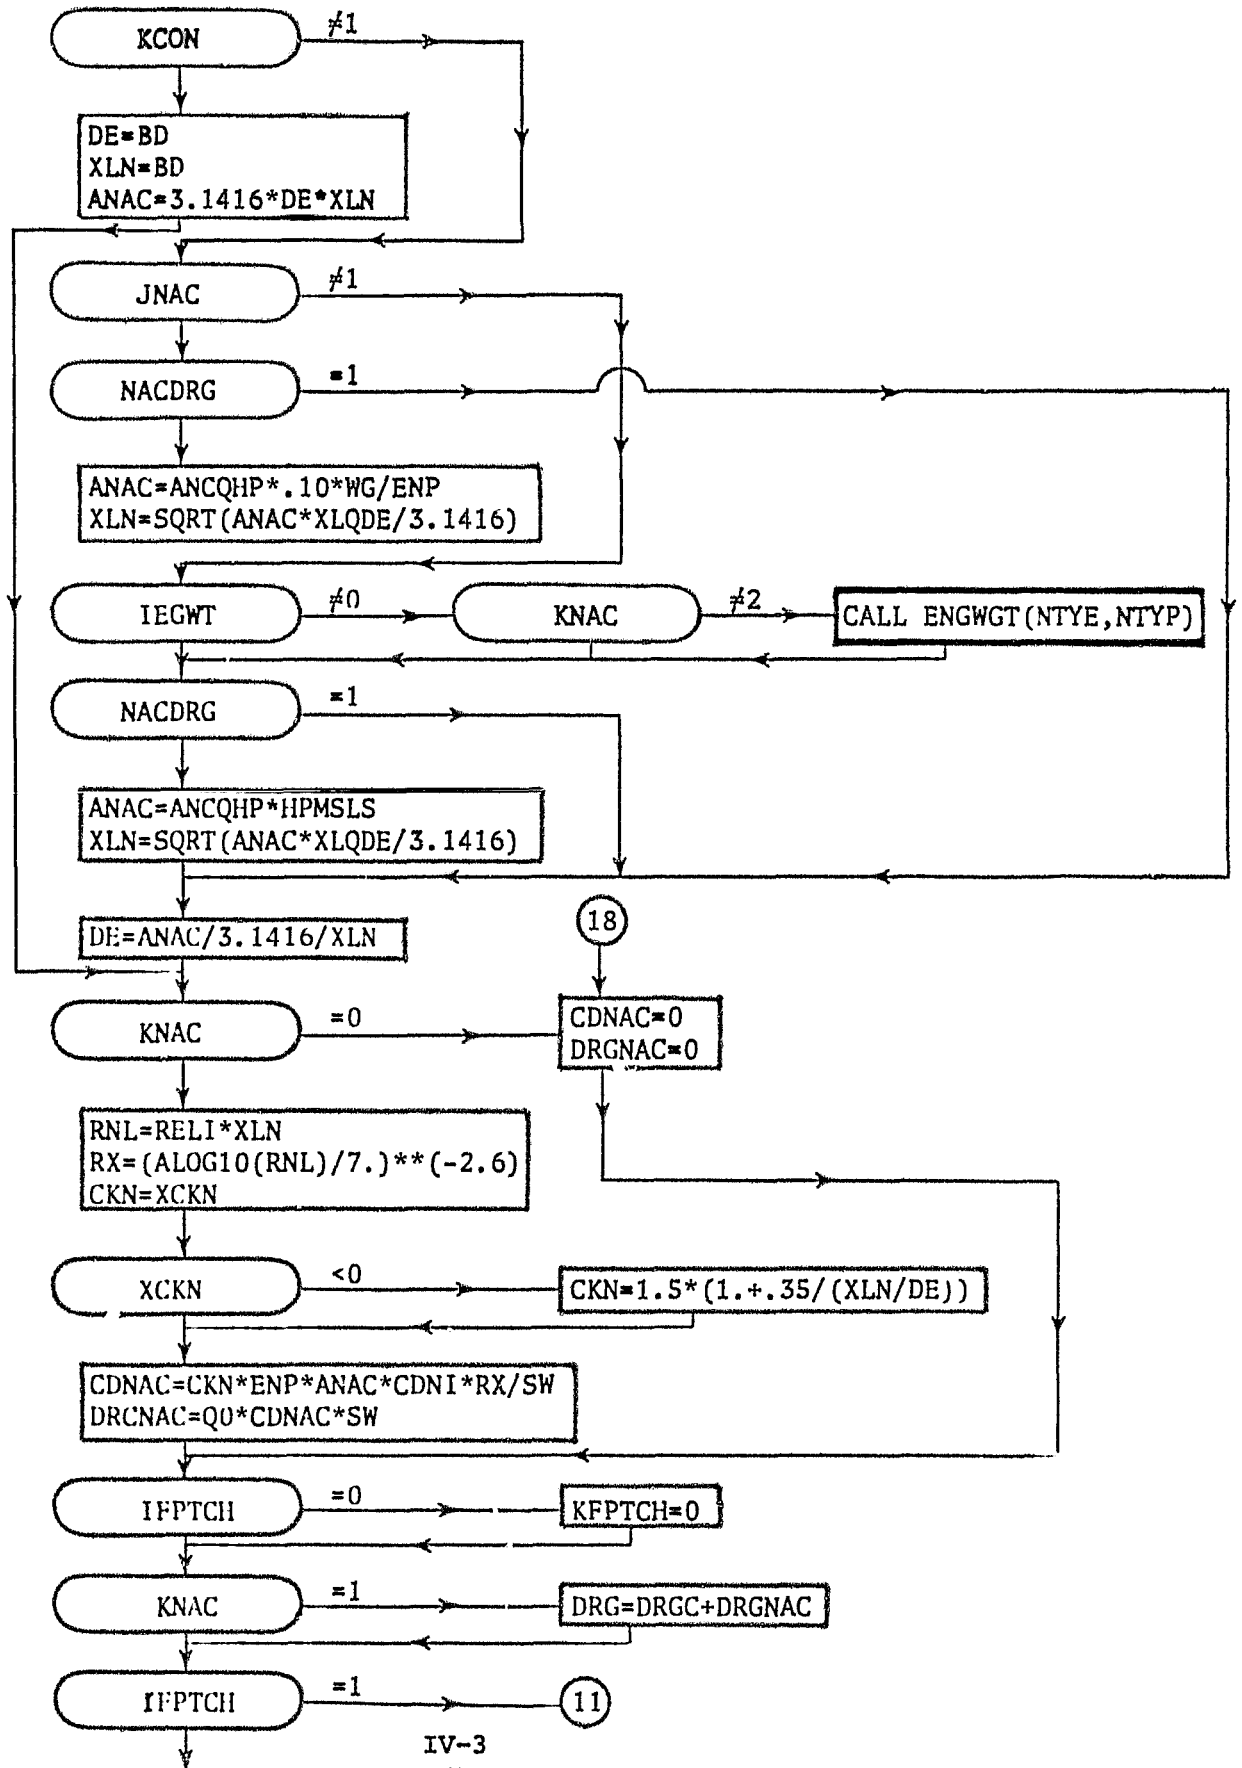 KCON
≠1
DE=BD
XLN=BD
ANAC=3.1416*DE*XLN
JNAC
≠1
NACDRG
=1
ANAC=ANCQHP*.10*WG/ENP
XLN=SQRT(ANAC*XLQDE/3.1416)
IEGWT
≠0
KNAC
≠2
CALL ENGWGT(NTYE,NTYP)
NACDRG
=1
ANAC=ANCQHP*HPMSLS
XLN=SQRT(ANAC*XLQDE/3.1416)
18
DE=ANAC/3.1416/XLN
KNAC
=0
CDNAC=0
DRGNAC=0
RNL=RELI*XLN
RX=(ALOG10(RNL)/7.)**(-2.6)
CKN=XCKN
XCKN
<0
CKN=1.5*(1.+.35/(XLN/DE))
CDNAC=CKN*ENP*ANAC*CDNI*RX/SW
DRGNAC=Q0*CDNAC*SW
IFPTCH
=0
KFPTCH=0
KNAC
=1
DRG=DRGC+DRGNAC
IFPTCH
=1
11
IV-3